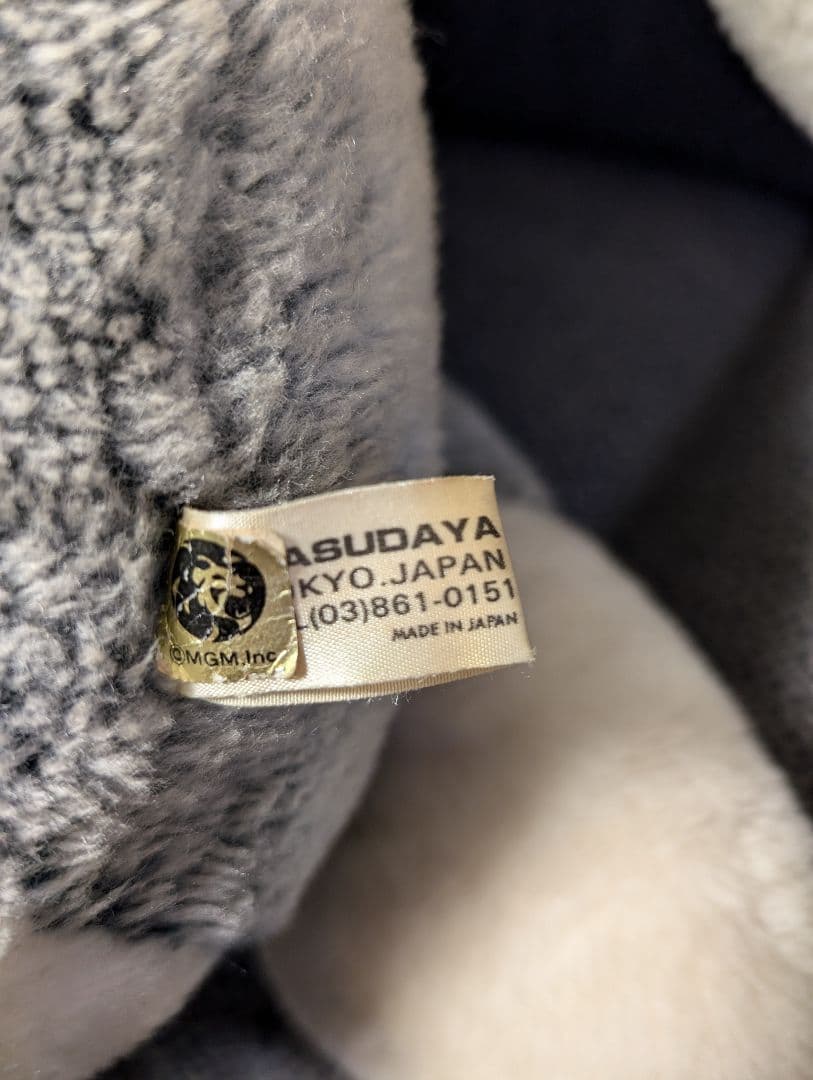 ASUDAYA
KYO.JAPAN
L(03)861-0151
MADE IN JAPAN
©MGM.Inc